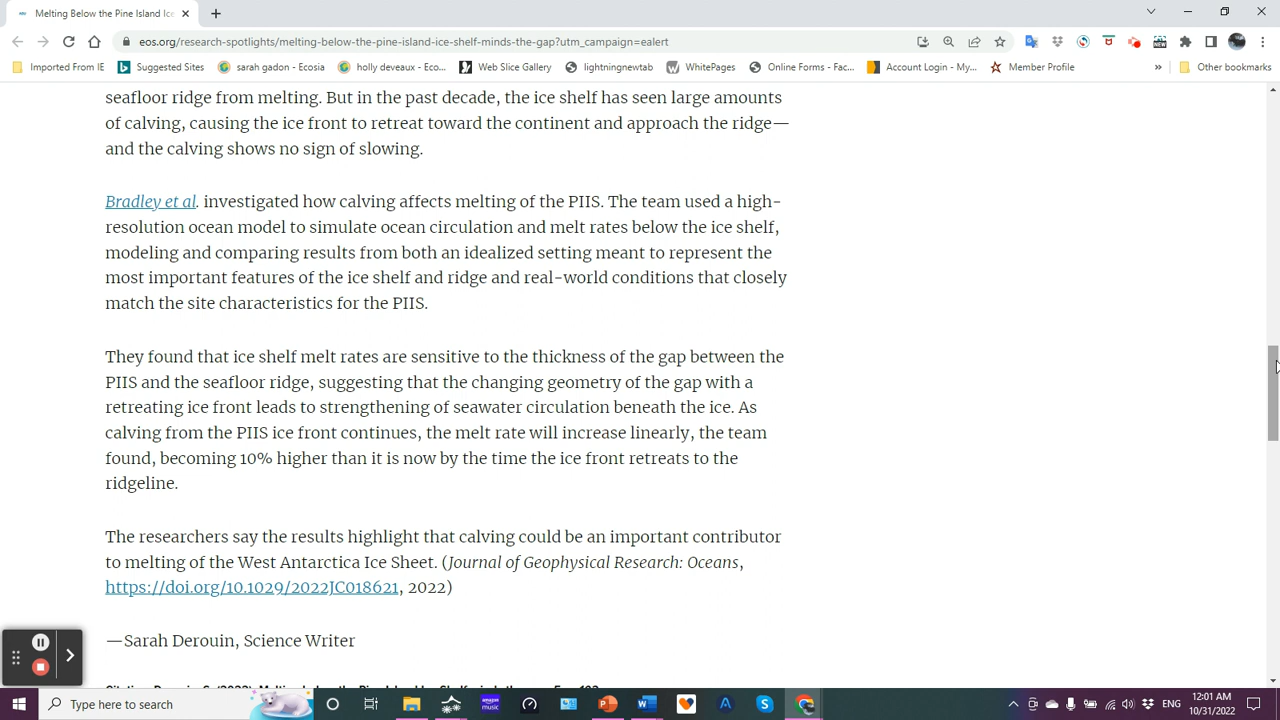 Melting Below the Pine Island Ice
eos.org/research-spotlights/melting-below-the-pine-island-ice-shelf-minds-the-gap?utm_campaign=ealert
Imported From IE Suggested Sites sarah gadon - Ecosia holly deveaux - Eco... Web Slice Gallery lightningnewtab WhitePages Online Forms - Fac... Account Login - My... Member Profile » Other bookmarks
seafloor ridge from melting. But in the past decade, the ice shelf has seen large amounts
of calving, causing the ice front to retreat toward the continent and approach the ridge—
and the calving shows no sign of slowing.
Bradley et al. investigated how calving affects melting of the PIIS. The team used a high-
resolution ocean model to simulate ocean circulation and melt rates below the ice shelf,
modeling and comparing results from both an idealized setting meant to represent the
most important features of the ice shelf and ridge and real-world conditions that closely
match the site characteristics for the PIIS.
They found that ice shelf melt rates are sensitive to the thickness of the gap between the
PIIS and the seafloor ridge, suggesting that the changing geometry of the gap with a
retreating ice front leads to strengthening of seawater circulation beneath the ice. As
calving from the PIIS ice front continues, the melt rate will increase linearly, the team
found, becoming 10% higher than it is now by the time the ice front retreats to the
ridgeline.
The researchers say the results highlight that calving could be an important contributor
to melting of the West Antarctica Ice Sheet. (Journal of Geophysical Research: Oceans,
https://doi.org/10.1029/2022JC018621, 2022)
—Sarah Derouin, Science Writer
Type here to search
amazon music
ENG
12:01 AM
10/31/2022